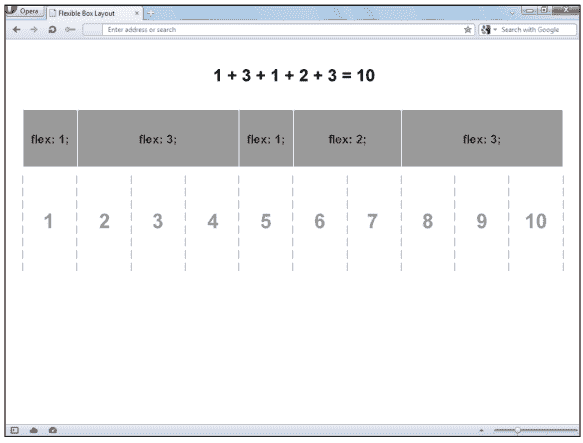 Opera
Flexible Box Layout
Enter address or search
Search with Google
1 + 3 + 1 + 2 + 3 = 10
flex: 1; flex: 3; flex: 1; flex: 2; flex: 3;
1 2 3 4 5 6 7 8 9 10